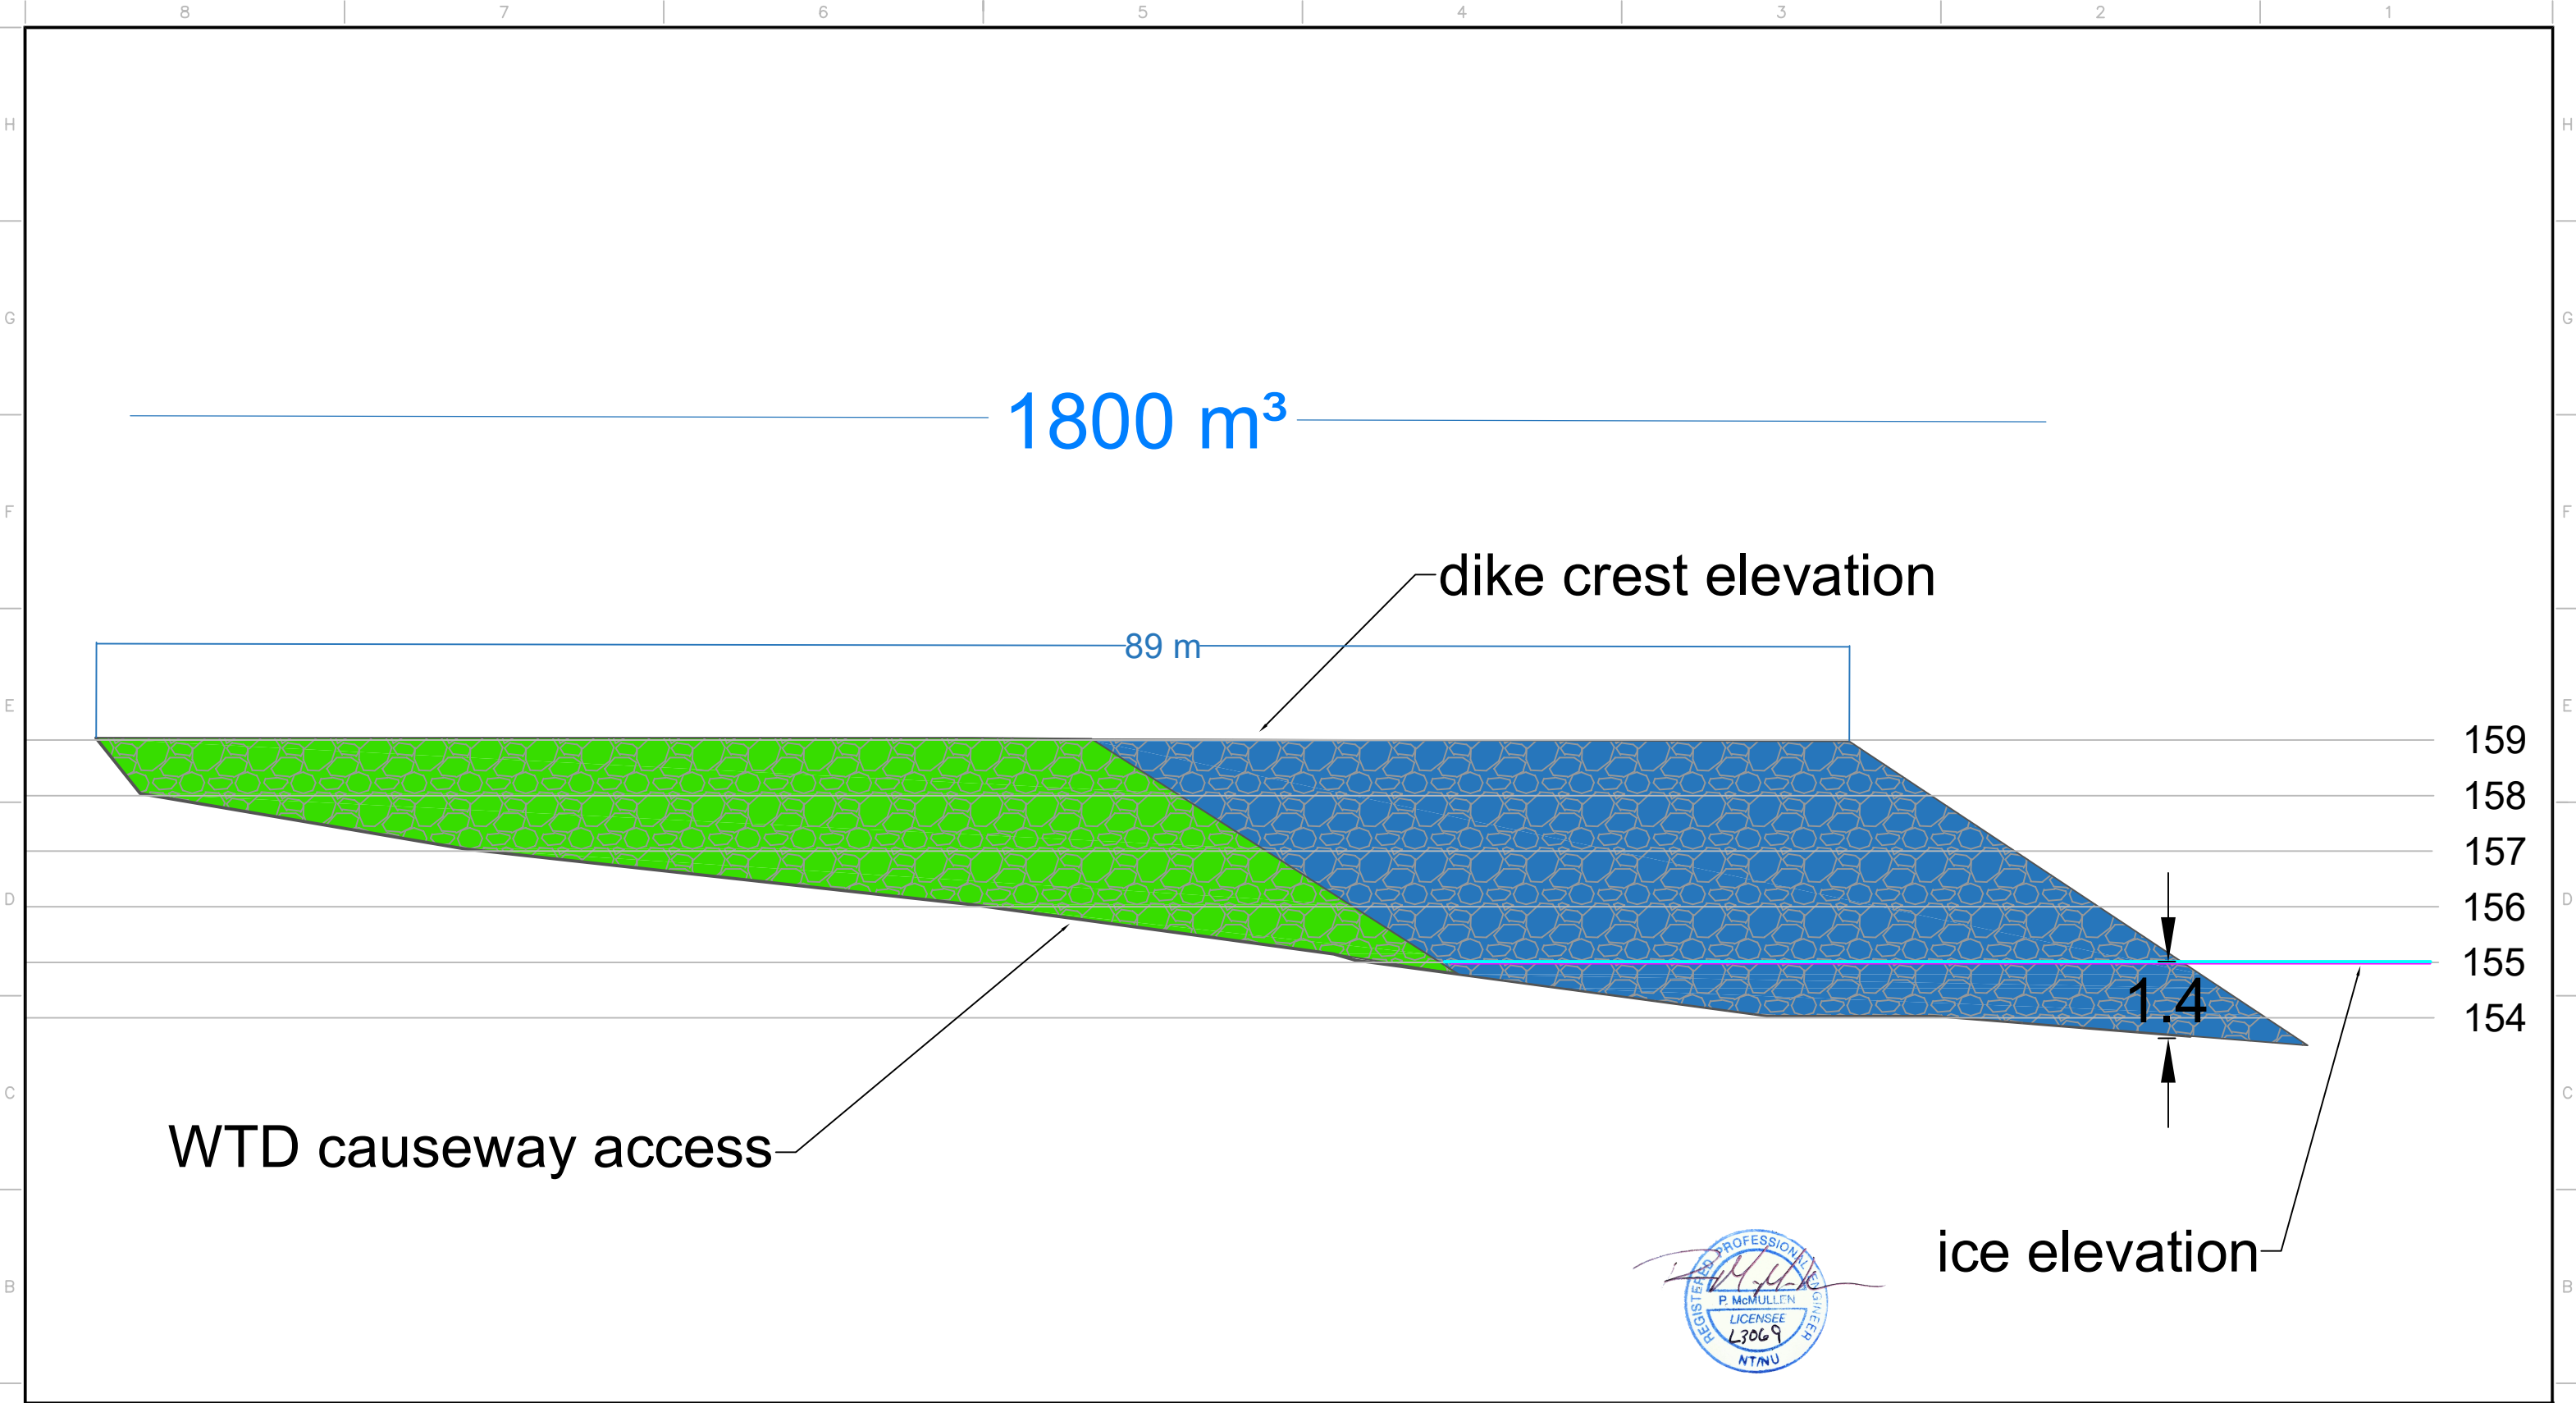 8 7 6 5 4 3 2 1
H H
G G
1800 m³
F F
dike crest elevation
89 m
E E
159
158
157
D 156 D
155
1.4
154
C C
WTD causeway access
ice elevation
B B
REGISTERED PROFESSIONAL ENGINEER
P. McMULLEN
LICENSEE
L3069
NT/NU